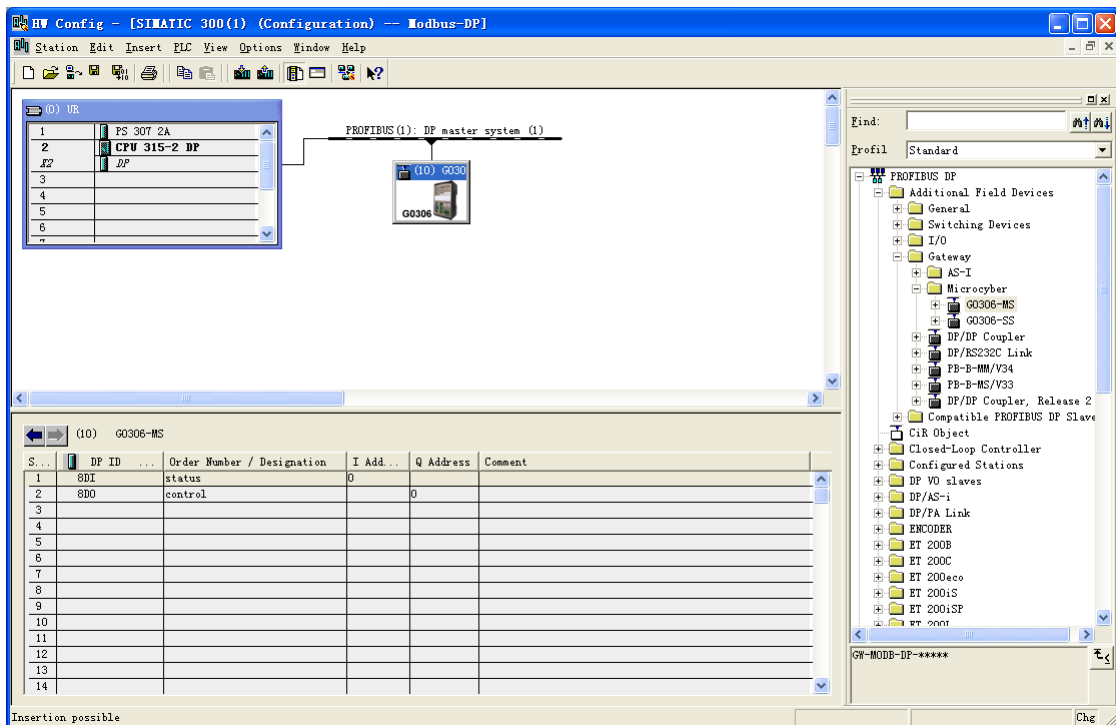 HW Config - [SIMATIC 300(1) (Configuration) -- Modbus-DP]
Station Edit Insert PLC View Options Window Help
(0) UR
1 PS 307 2A
2 CPU 315-2 DP
X2 DP
3
4
5
6
7
PROFIBUS(1): DP master system (1)
(10) G030
G0306
Find:
Profil Standard
PROFIBUS DP
Additional Field Devices
General
Switching Devices
I/O
Gateway
AS-I
Microcyber
G0306-MS
G0306-SS
DP/DP Coupler
DP/RS232C Link
PB-B-MM/V34
PB-B-MS/V33
DP/DP Coupler, Release 2
Compatible PROFIBUS DP Slave
CiR Object
Closed-Loop Controller
Configured Stations
DP V0 slaves
DP/AS-i
DP/PA Link
ENCODER
ET 200B
ET 200C
ET 200eco
ET 200iS
ET 200iSP
ET 200L
GW-MODB-DP-*****
(10) G0306-MS
S... DP ID ... Order Number / Designation I Add... Q Address Comment
1 8DI status 0
2 8DO control 0
3
4
5
6
7
8
9
10
11
12
13
14
Insertion possible Chg